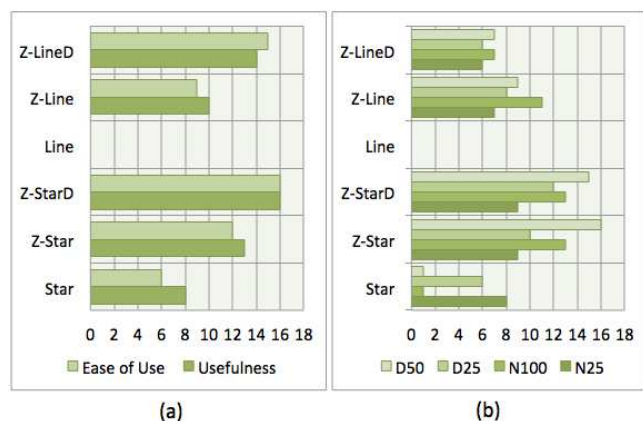 Z-LineD
Z-Line
Line
Z-StarD
Z-Star
Star
0 2 4 6 8 10 12 14 16 18
Ease of Use Usefulness
(a)
Z-LineD
Z-Line
Line
Z-StarD
Z-Star
Star
0 2 4 6 8 10 12 14 16 18
D50 D25 N100 N25
(b)